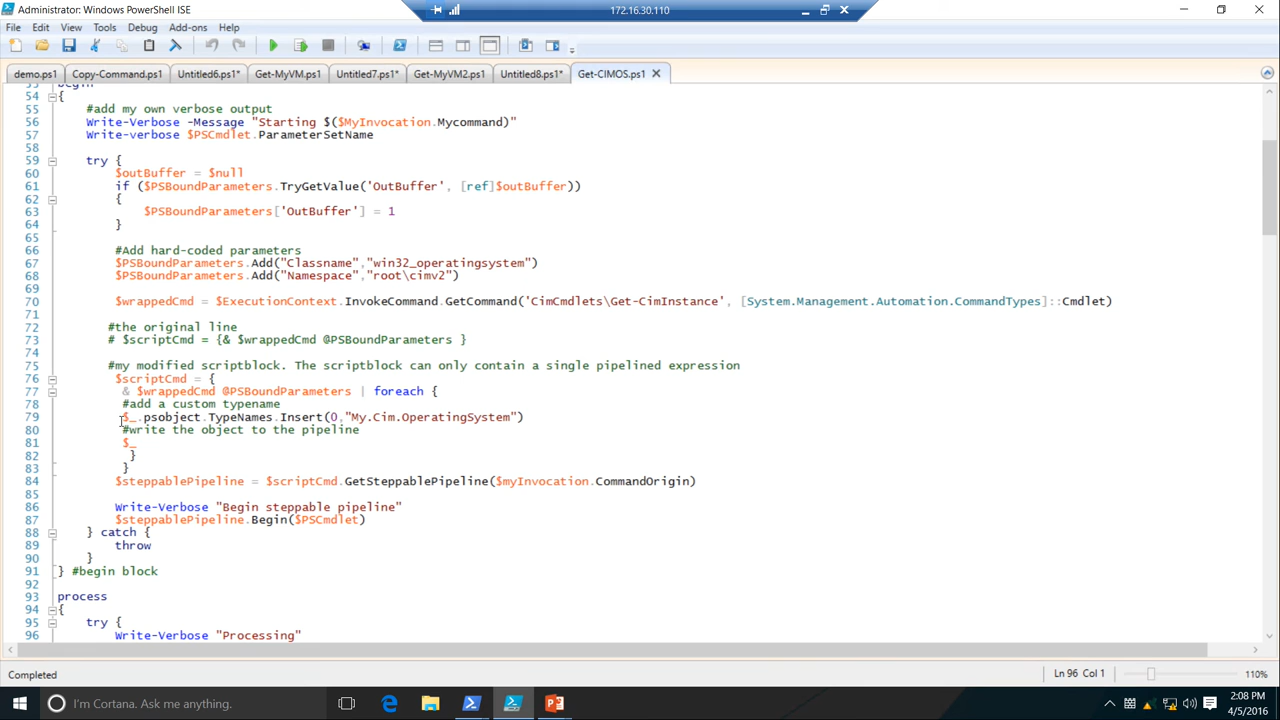 Administrator: Windows PowerShell ISE
172.16.30.110
File Edit View Tools Debug Add-ons Help
demo.ps1 Copy-Command.ps1 Untitled6.ps1* Get-MyVM.ps1 Untitled7.ps1* Get-MyVM2.ps1 Untitled8.ps1* Get-CIMOS.ps1
53 begin
54 {
55 #add my own verbose output
56 Write-Verbose -Message "Starting $($MyInvocation.Mycommand)"
57 Write-verbose $PSCmdlet.ParameterSetName
58
59 try {
60 $outBuffer = $null
61 if ($PSBoundParameters.TryGetValue('OutBuffer', [ref]$outBuffer))
62 {
63 $PSBoundParameters['OutBuffer'] = 1
64 }
65
66 #Add hard-coded parameters
67 $PSBoundParameters.Add("Classname","win32_operatingsystem")
68 $PSBoundParameters.Add("Namespace","root\cimv2")
69
70 $wrappedCmd = $ExecutionContext.InvokeCommand.GetCommand('CimCmdlets\Get-CimInstance', [System.Management.Automation.CommandTypes]::Cmdlet)
71
72 #the original line
73 # $scriptCmd = {& $wrappedCmd @PSBoundParameters }
74
75 #my modified scriptblock. The scriptblock can only contain a single pipelined expression
76 $scriptCmd = {
77 & $wrappedCmd @PSBoundParameters | foreach {
78 #add a custom typename
79 $_.psobject.TypeNames.Insert(0,"My.Cim.OperatingSystem")
80 #write the object to the pipeline
81 $_
82 }
83 }
84 $steppablePipeline = $scriptCmd.GetSteppablePipeline($myInvocation.CommandOrigin)
85
86 Write-Verbose "Begin steppable pipeline"
87 $steppablePipeline.Begin($PSCmdlet)
88 } catch {
89 throw
90 }
91 } #begin block
92
93 process
94 {
95 try {
96 Write-Verbose "Processing"
Completed
Ln 96 Col 1
110%
I'm Cortana. Ask me anything.
2:08 PM
4/5/2016